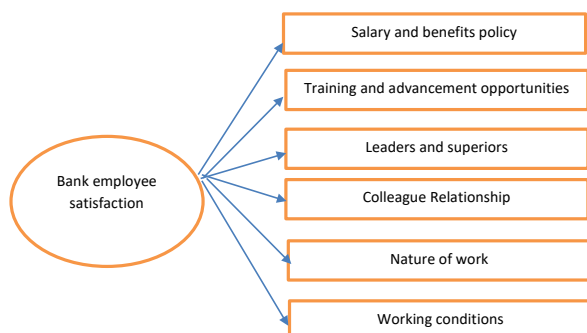 Salary and benefits policy
Training and advancement opportunities
Leaders and superiors
Bank employee
satisfaction
Colleague Relationship
Nature of work
Working conditions